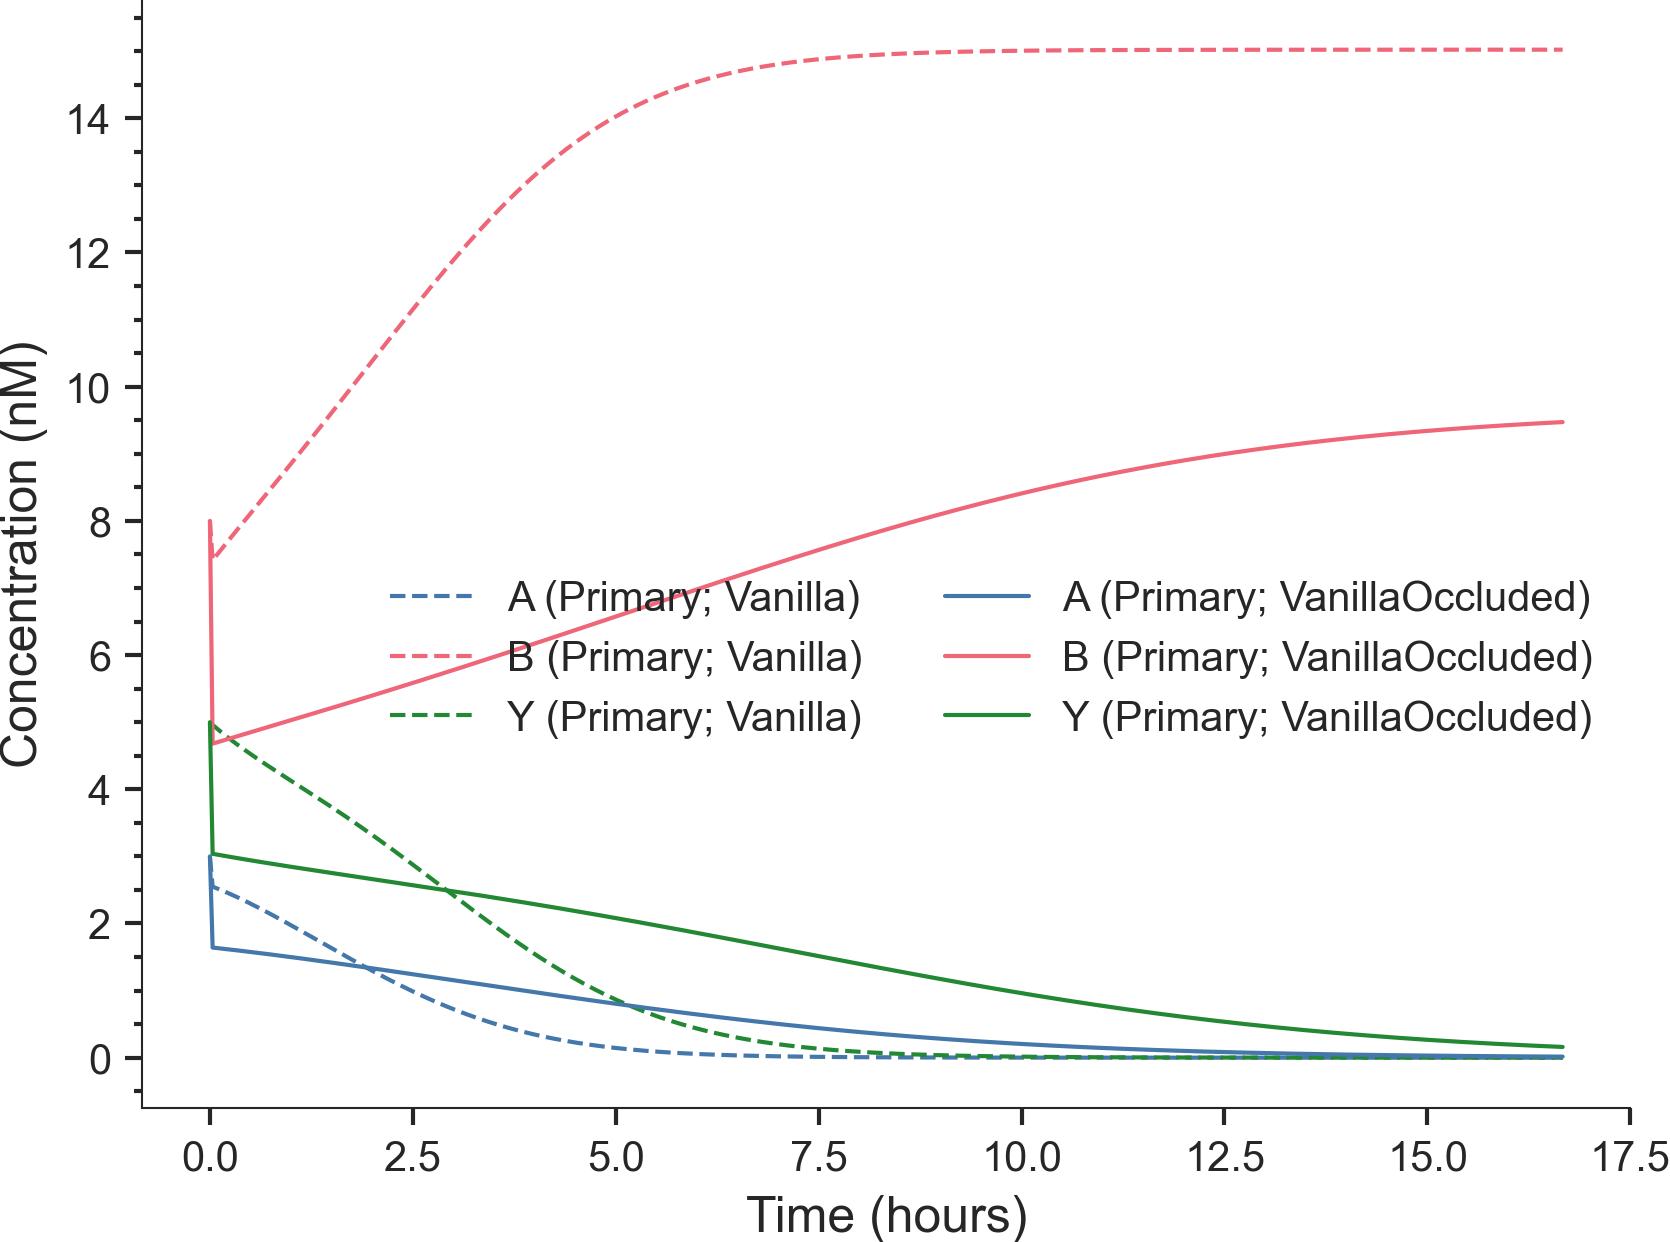 Concentration (nM)
14
12
10
8
6
4
2
0
A (Primary; Vanilla)
B (Primary; Vanilla)
Y (Primary; Vanilla)
A (Primary; VanillaOccluded)
B (Primary; VanillaOccluded)
Y (Primary; VanillaOccluded)
0.0 2.5 5.0 7.5 10.0 12.5 15.0 17.5
Time (hours)